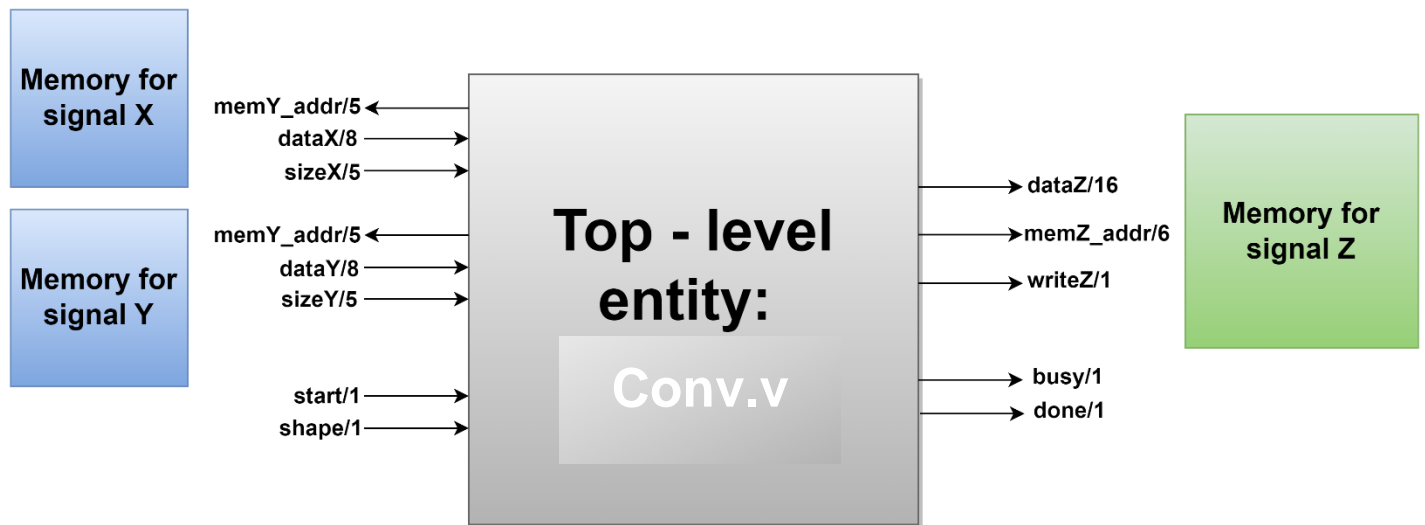 Memory for
signal X
memY_addr/5
dataX/8
sizeX/5
Memory for
signal Y
memY_addr/5
dataY/8
sizeY/5
start/1
shape/1
Top - level
entity:
Conv.v
dataZ/16
memZ_addr/6
writeZ/1
busy/1
done/1
Memory for
signal Z